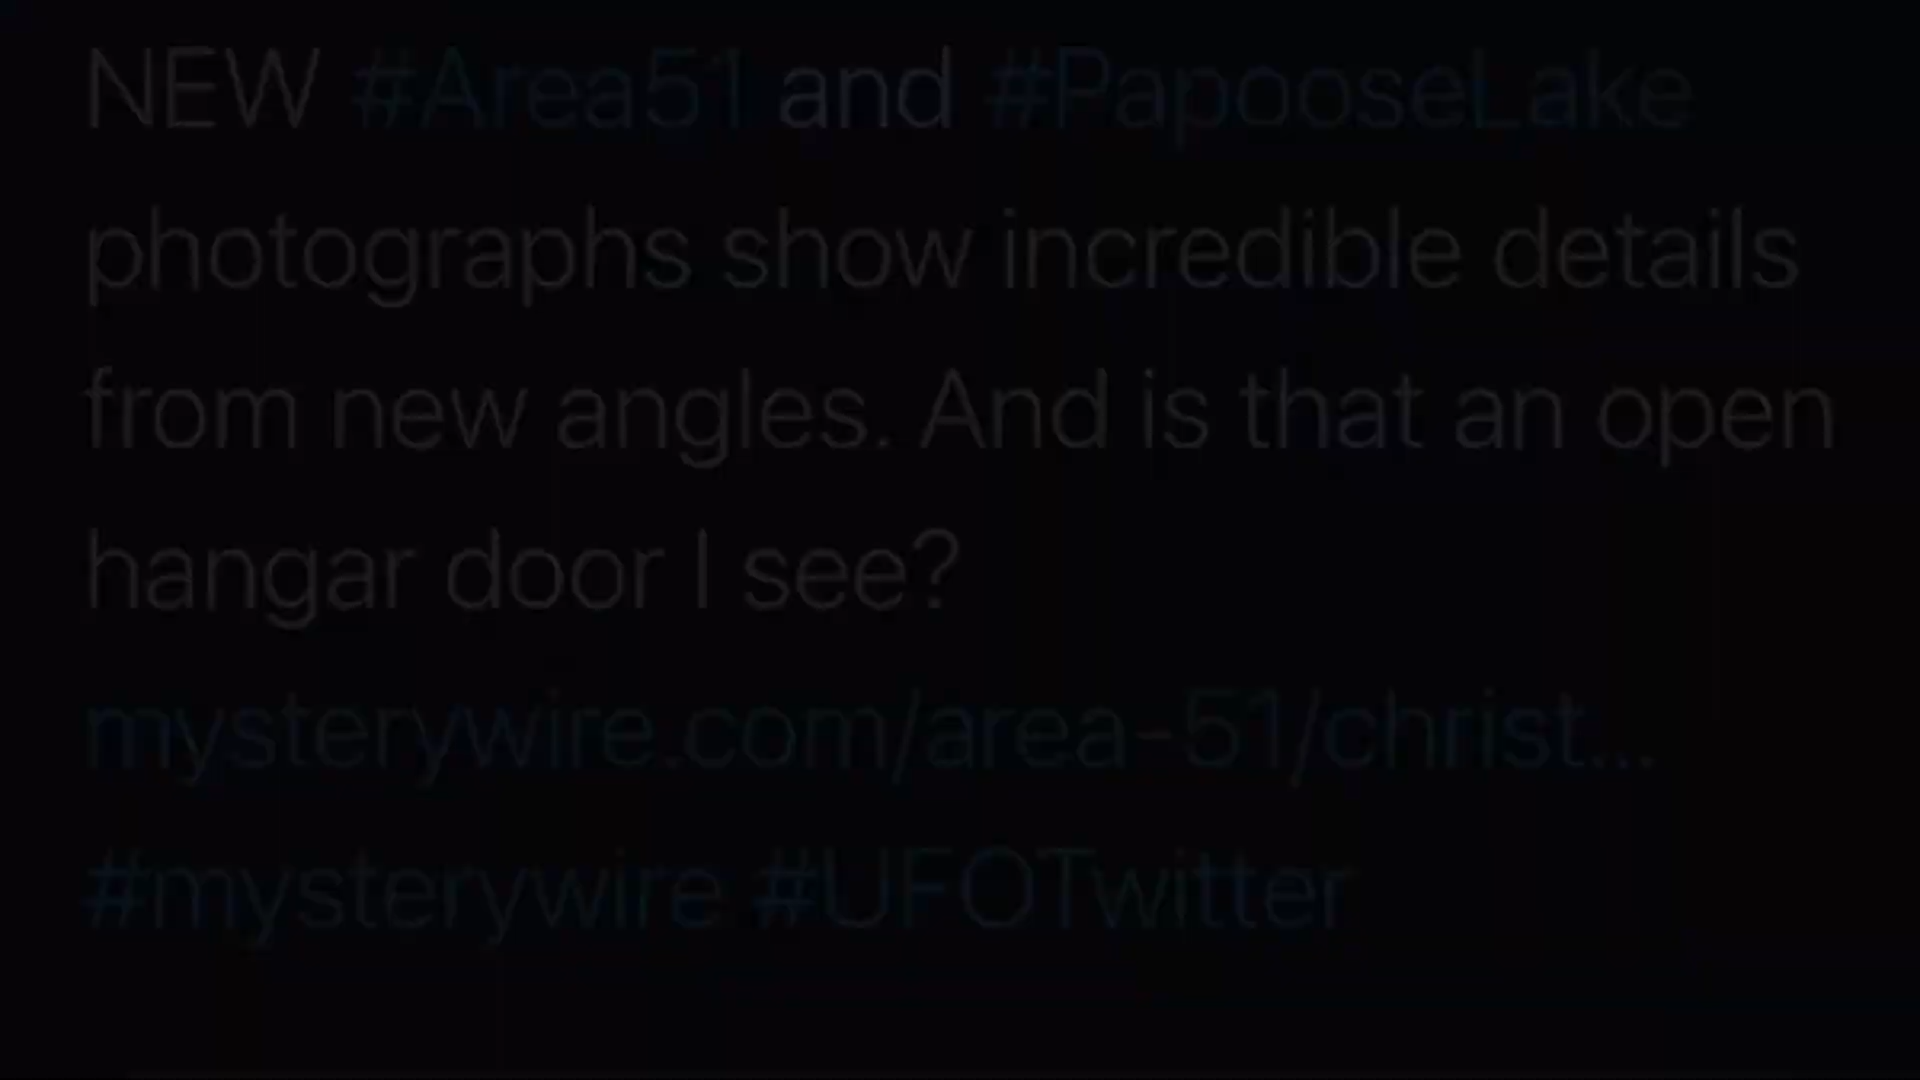 NEW #Area51 and #PapooseLake
photographs show incredible details
from new angles. And is that an open
hangar door I see?
mysterywire.com/area-51/christ...
#mysterywire #UFOTwitter